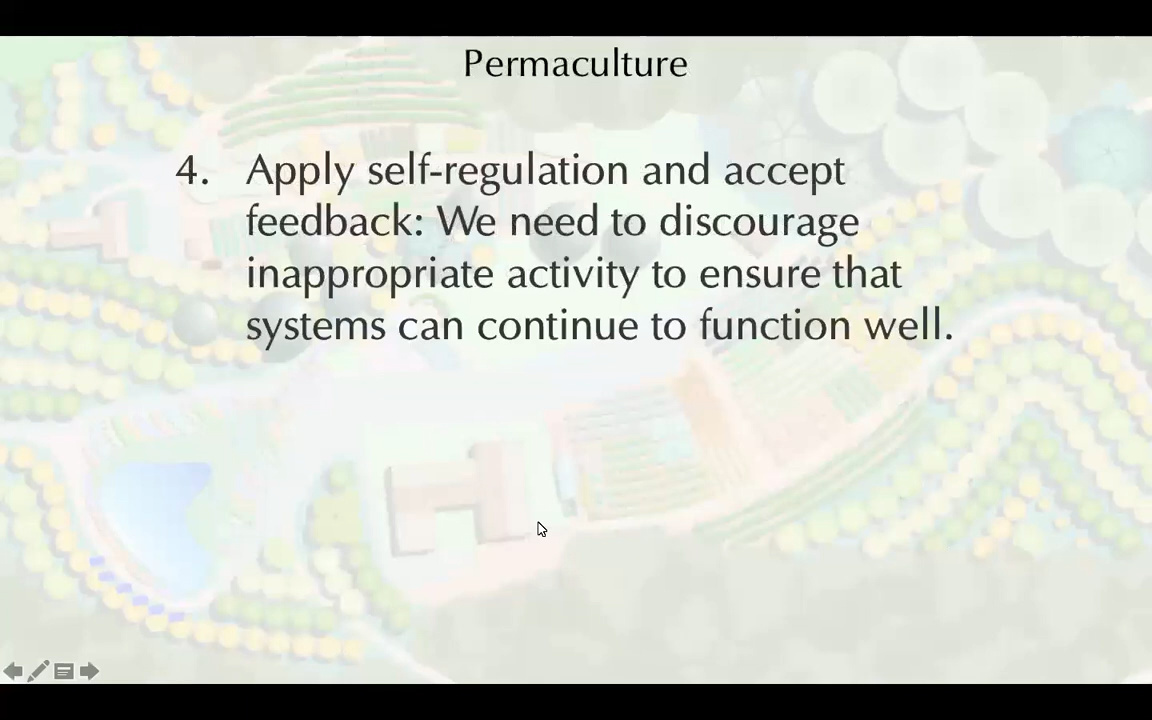 Permaculture
4. Apply self-regulation and accept
feedback: We need to discourage
inappropriate activity to ensure that
systems can continue to function well.